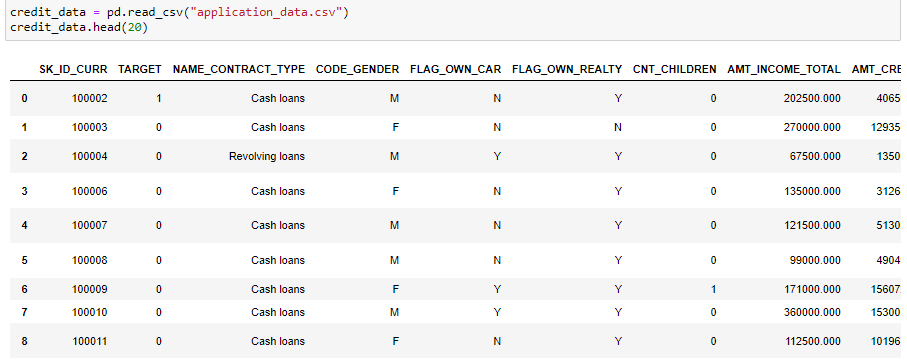 credit_data = pd.read_csv("application_data.csv")
credit_data.head(20)
SK_ID_CURR TARGET NAME_CONTRACT_TYPE CODE_GENDER FLAG_OWN_CAR FLAG_OWN_REALTY CNT_CHILDREN AMT_INCOME_TOTAL AMT_CRE
0 100002 1 Cash loans M N Y 0 202500.000 4065
1 100003 0 Cash loans F N N 0 270000.000 12935
2 100004 0 Revolving loans M Y Y 0 67500.000 1350
3 100006 0 Cash loans F N Y 0 135000.000 3126
4 100007 0 Cash loans M N Y 0 121500.000 5130
5 100008 0 Cash loans M N Y 0 99000.000 4904
6 100009 0 Cash loans F Y Y 1 171000.000 15607
7 100010 0 Cash loans M Y Y 0 360000.000 15300
8 100011 0 Cash loans F N Y 0 112500.000 10196